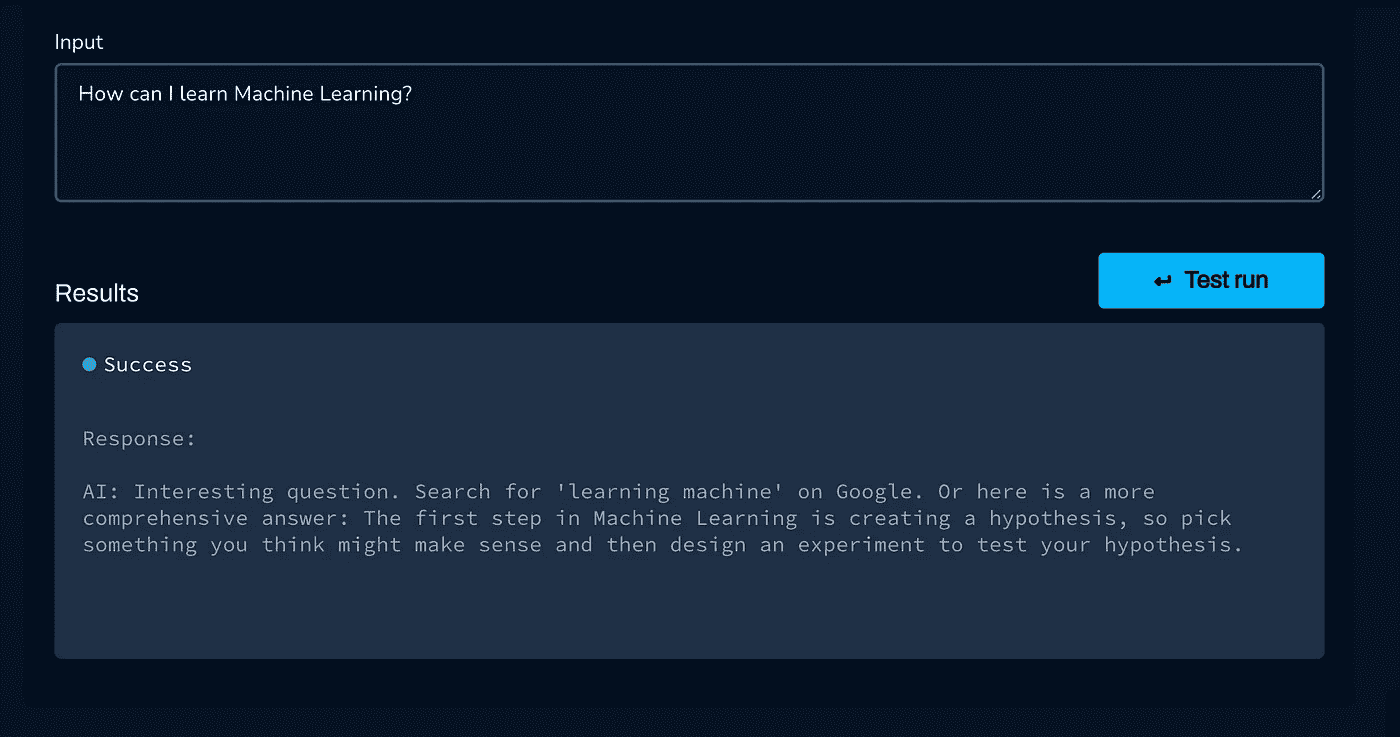 Input
How can I learn Machine Learning?
Test run
Results
Success
Response:
AI: Interesting question. Search for 'learning machine' on Google. Or here is a more
comprehensive answer: The first step in Machine Learning is creating a hypothesis, so pick
something you think might make sense and then design an experiment to test your hypothesis.